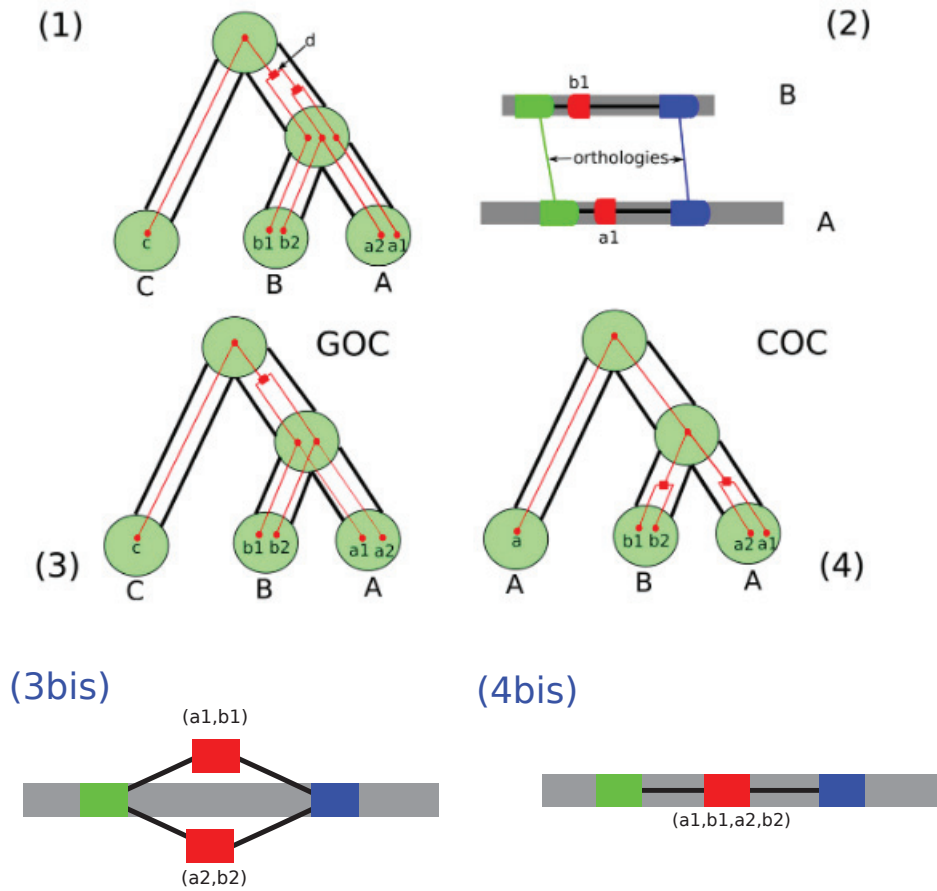 (1)
d
c
b1 b2
a2 a1
C
B
A
(2)
b1
B
orthologies
A
a1
GOC
c
b1 b2
a1 a2
(3)
C
B
A
COC
a
b1 b2
a2 a1
A
B
A
(4)
(3bis)
(a1,b1)
(a2,b2)
(4bis)
(a1,b1,a2,b2)